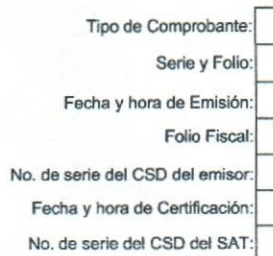 Tipo de Comprobante:
Serie y Folio:
Fecha y hora de Emisión:
Folio Fiscal:
No. de serie del CSD del emisor:
Fecha y hora de Certificación:
No. de serie del CSD del SAT: